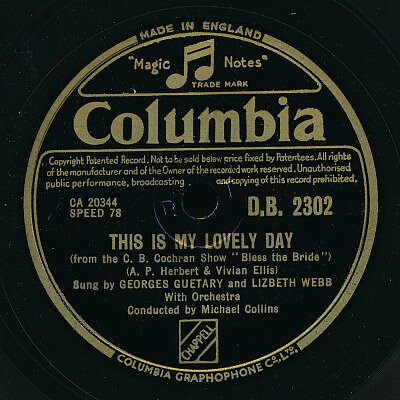 MADE IN ENGLAND
"Magic Notes"
TRADE MARK
Columbia
Copyright Patented Record. Not to be sold below price fixed by Patentees. All rights
of the manufacturer and of the Owner of the recorded work reserved. Unauthorised
public performance, broadcasting and copying of this record prohibited.
CA 20344
SPEED 78
D.B. 2302
THIS IS MY LOVELY DAY
(from the C. B. Cochran Show "Bless the Bride")
(A. P. Herbert & Vivian Ellis)
Sung by GEORGES GUETARY and LIZBETH WEBB
With Orchestra
Conducted by Michael Collins
CHAPPELL
COLUMBIA GRAPHOPHONE Co. LTD.